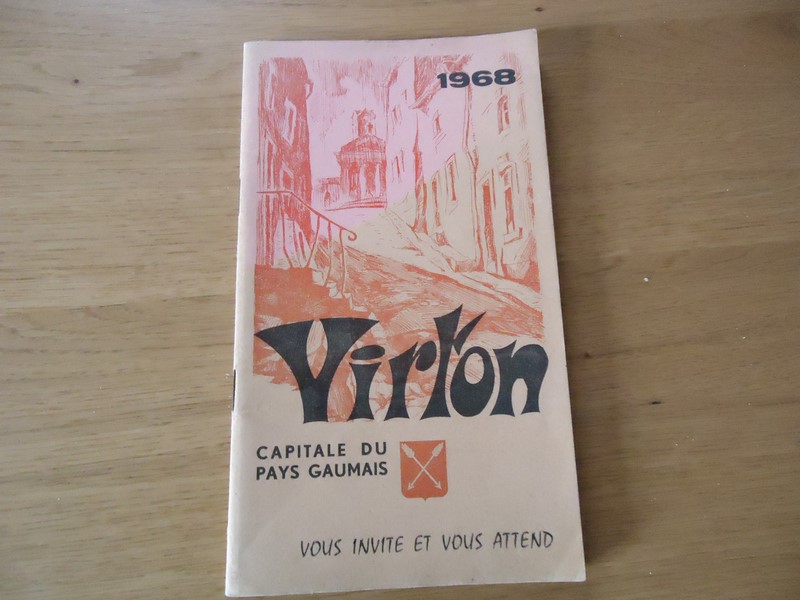 1968
Virton
CAPITALE DU
PAYS GAUMAIS
VOUS INVITE ET VOUS ATTEND